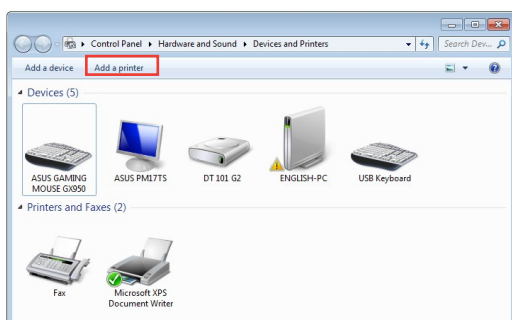 Control Panel ▸ Hardware and Sound ▸ Devices and Printers
Search Dev...
Add a device
Add a printer
Devices (5)
ASUS GAMING
MOUSE GX950
ASUS PM17TS
DT 101 G2
ENGLISH-PC
USB Keyboard
Printers and Faxes (2)
Fax
Microsoft XPS
Document Writer